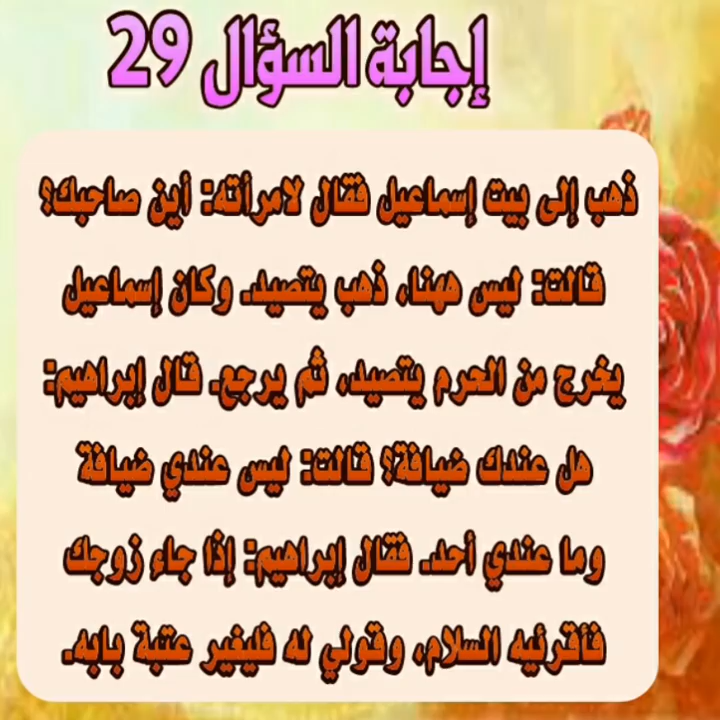 إجابة السؤال 29
ذهب إلى بيت إسماعيل فقال لامرأته: أين صاحبك؟
قالت: ليس ههنا، ذهب يتصيد. وكان إسماعيل
يخرج من الحرم يتصيد، ثم يرجع. قال إبراهيم:
هل عندك ضيافة؟ قالت: ليس عندي ضيافة
وما عندي أحد. فقال إبراهيم: إذا جاء زوجك
فأقرئيه السلام، وقولي له فليغير عتبة بابه.